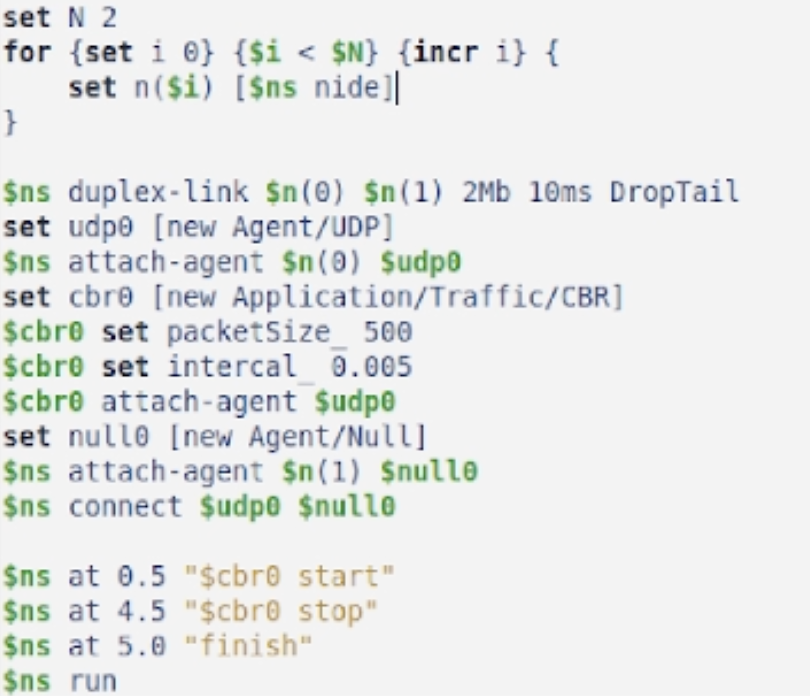 set N 2
for {set i 0} {$i < $N} {incr i} {
    set n($i) [$ns nide]
}

$ns duplex-link $n(0) $n(1) 2Mb 10ms DropTail
set udp0 [new Agent/UDP]
$ns attach-agent $n(0) $udp0
set cbr0 [new Application/Traffic/CBR]
$cbr0 set packetSize_ 500
$cbr0 set intercal_ 0.005
$cbr0 attach-agent $udp0
set null0 [new Agent/Null]
$ns attach-agent $n(1) $null0
$ns connect $udp0 $null0

$ns at 0.5 "$cbr0 start"
$ns at 4.5 "$cbr0 stop"
$ns at 5.0 "finish"
$ns run